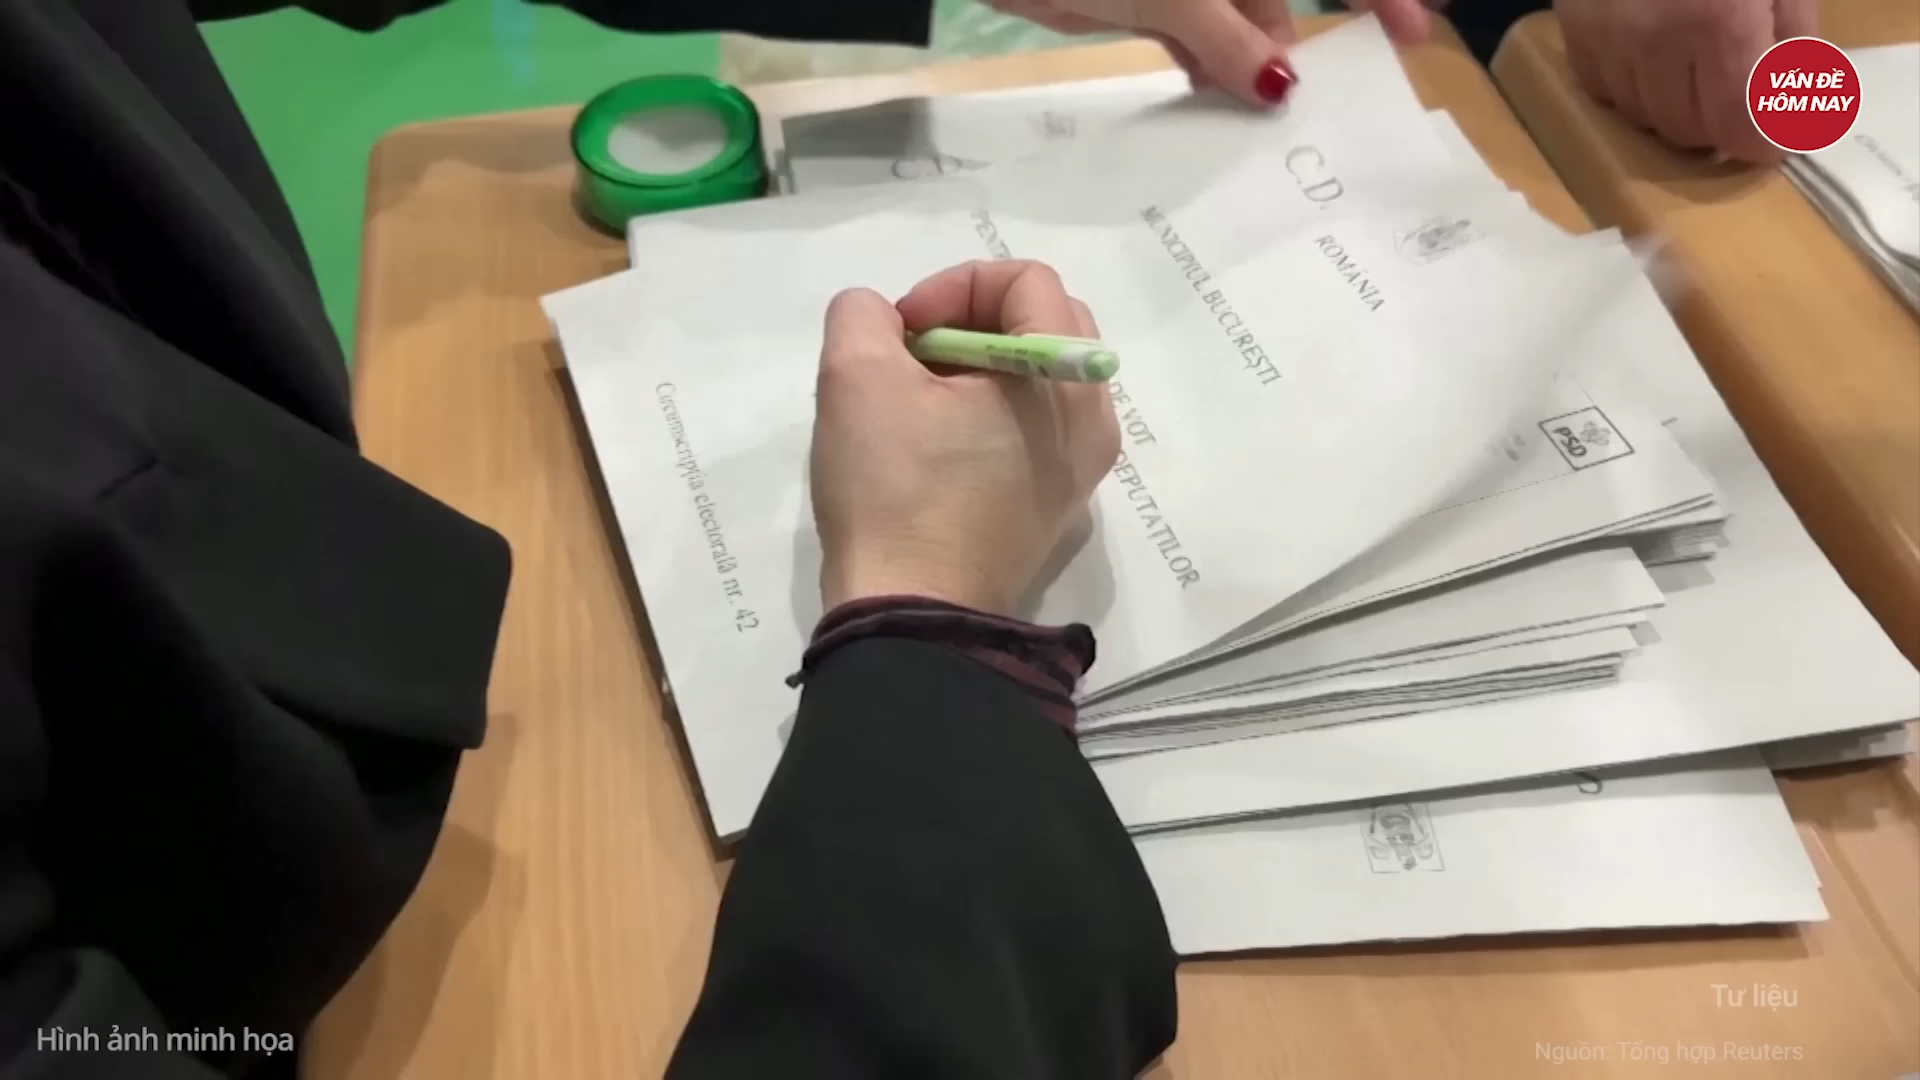 VẤN ĐỀ
HÔM NAY
C.D.
C.D.
ROMÂNIA
MUNICIPIUL BUCUREȘTI
DE VOT
DEPUTAȚILOR
Circumscripția electorală nr. 42
PSD
Tư liệu
Hình ảnh minh họa
Nguồn: Tổng hợp Reuters